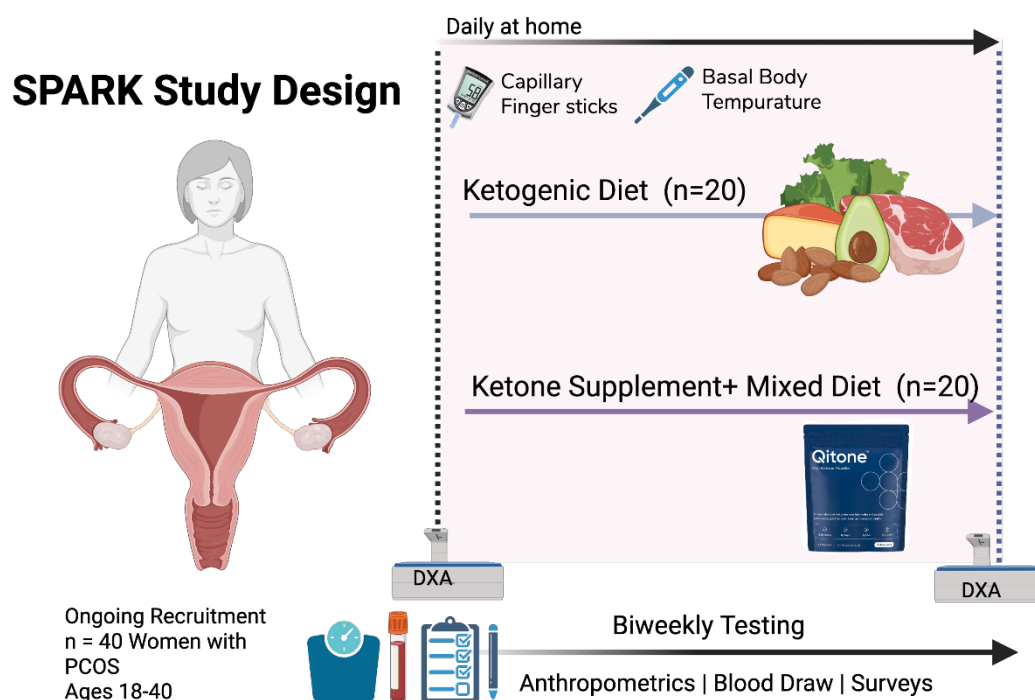 Daily at home
SPARK Study Design
Capillary
Finger sticks
Basal Body
Tempurature
Ketogenic Diet (n=20)
Ketone Supplement+ Mixed Diet (n=20)
Qitone
DXA
DXA
Ongoing Recruitment
n = 40 Women with
PCOS
Ages 18-40
Biweekly Testing
Anthropometrics | Blood Draw | Surveys